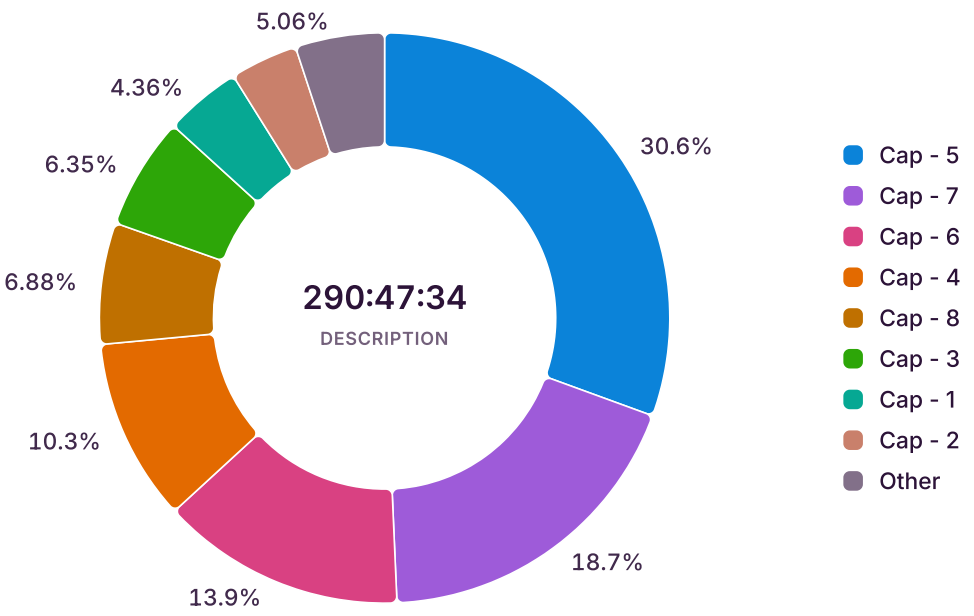 5.06%
4.36%
30.6%
6.35%
6.88%
290:47:34
DESCRIPTION
10.3%
18.7%
13.9%
Cap - 5
Cap - 7
Cap - 6
Cap - 4
Cap - 8
Cap - 3
Cap - 1
Cap - 2
Other